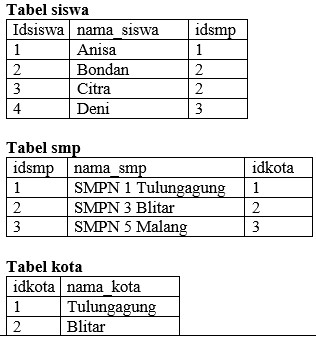 Tabel siswa
Idsiswa nama_siswa idsmp
1 Anisa 1
2 Bondan 2
3 Citra 2
4 Deni 3
Tabel smp
idsmp nama_smp idkota
1 SMPN 1 Tulungagung 1
2 SMPN 3 Blitar 2
3 SMPN 5 Malang 3
Tabel kota
idkota nama_kota
1 Tulungagung
2 Blitar